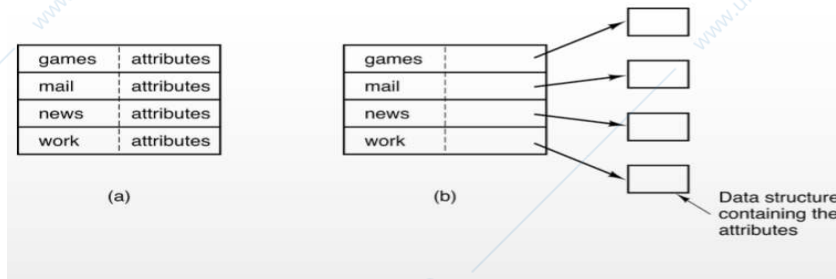 games attributes
mail attributes
news attributes
work attributes
(a)
games
mail
news
work
(b)
Data structure
containing the
attributes